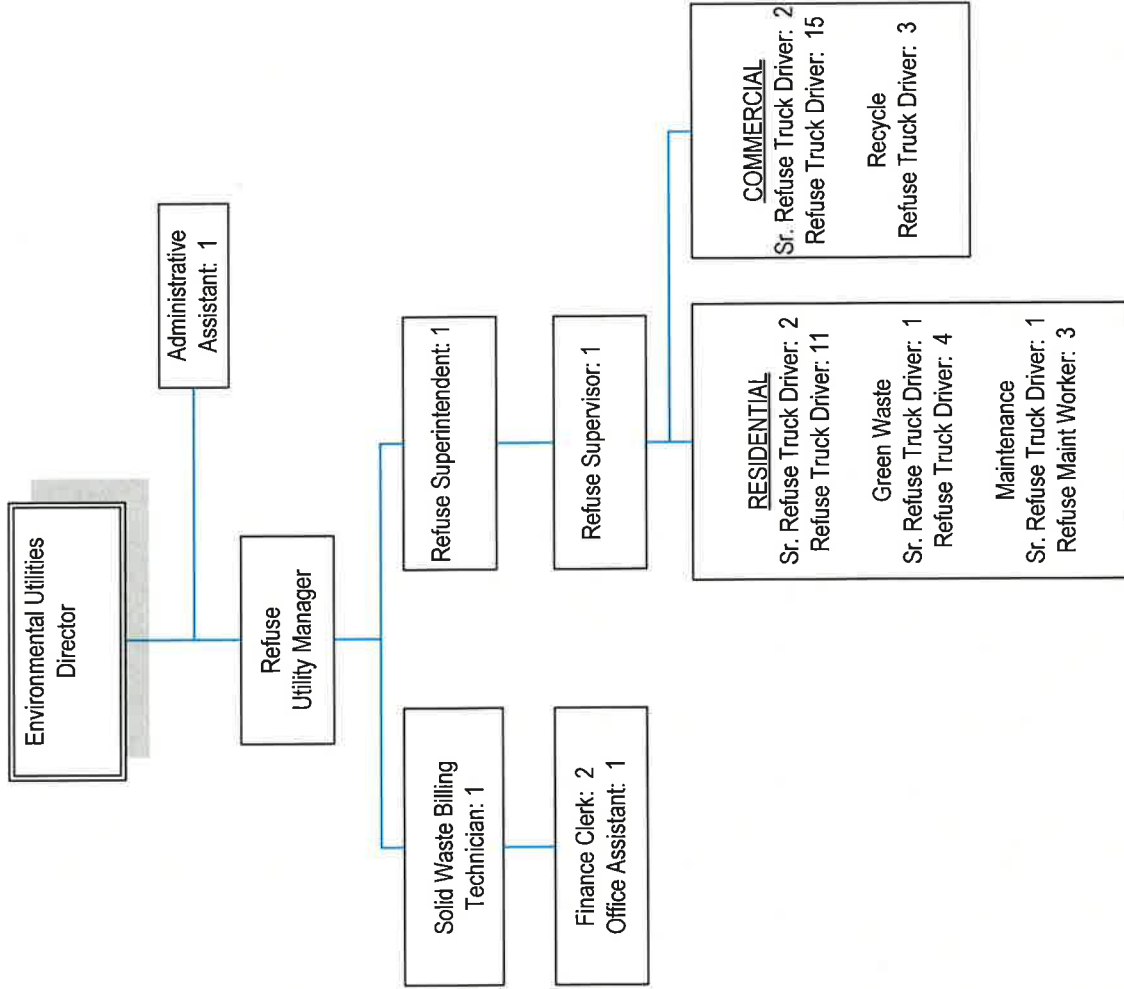 Environmental Utilities
Director
Administrative
Assistant: 1
Refuse
Utility Manager
Solid Waste Billing
Technician: 1
Refuse Superintendent: 1
Finance Clerk: 2
Office Assistant: 1
Refuse Supervisor: 1
RESIDENTIAL
Sr. Refuse Truck Driver: 2
Refuse Truck Driver: 11
Green Waste
Sr. Refuse Truck Driver: 1
Refuse Truck Driver: 4
Maintenance
Sr. Refuse Truck Driver: 1
Refuse Maint Worker: 3
COMMERCIAL
Sr. Refuse Truck Driver: 2
Refuse Truck Driver: 15
Recycle
Refuse Truck Driver: 3